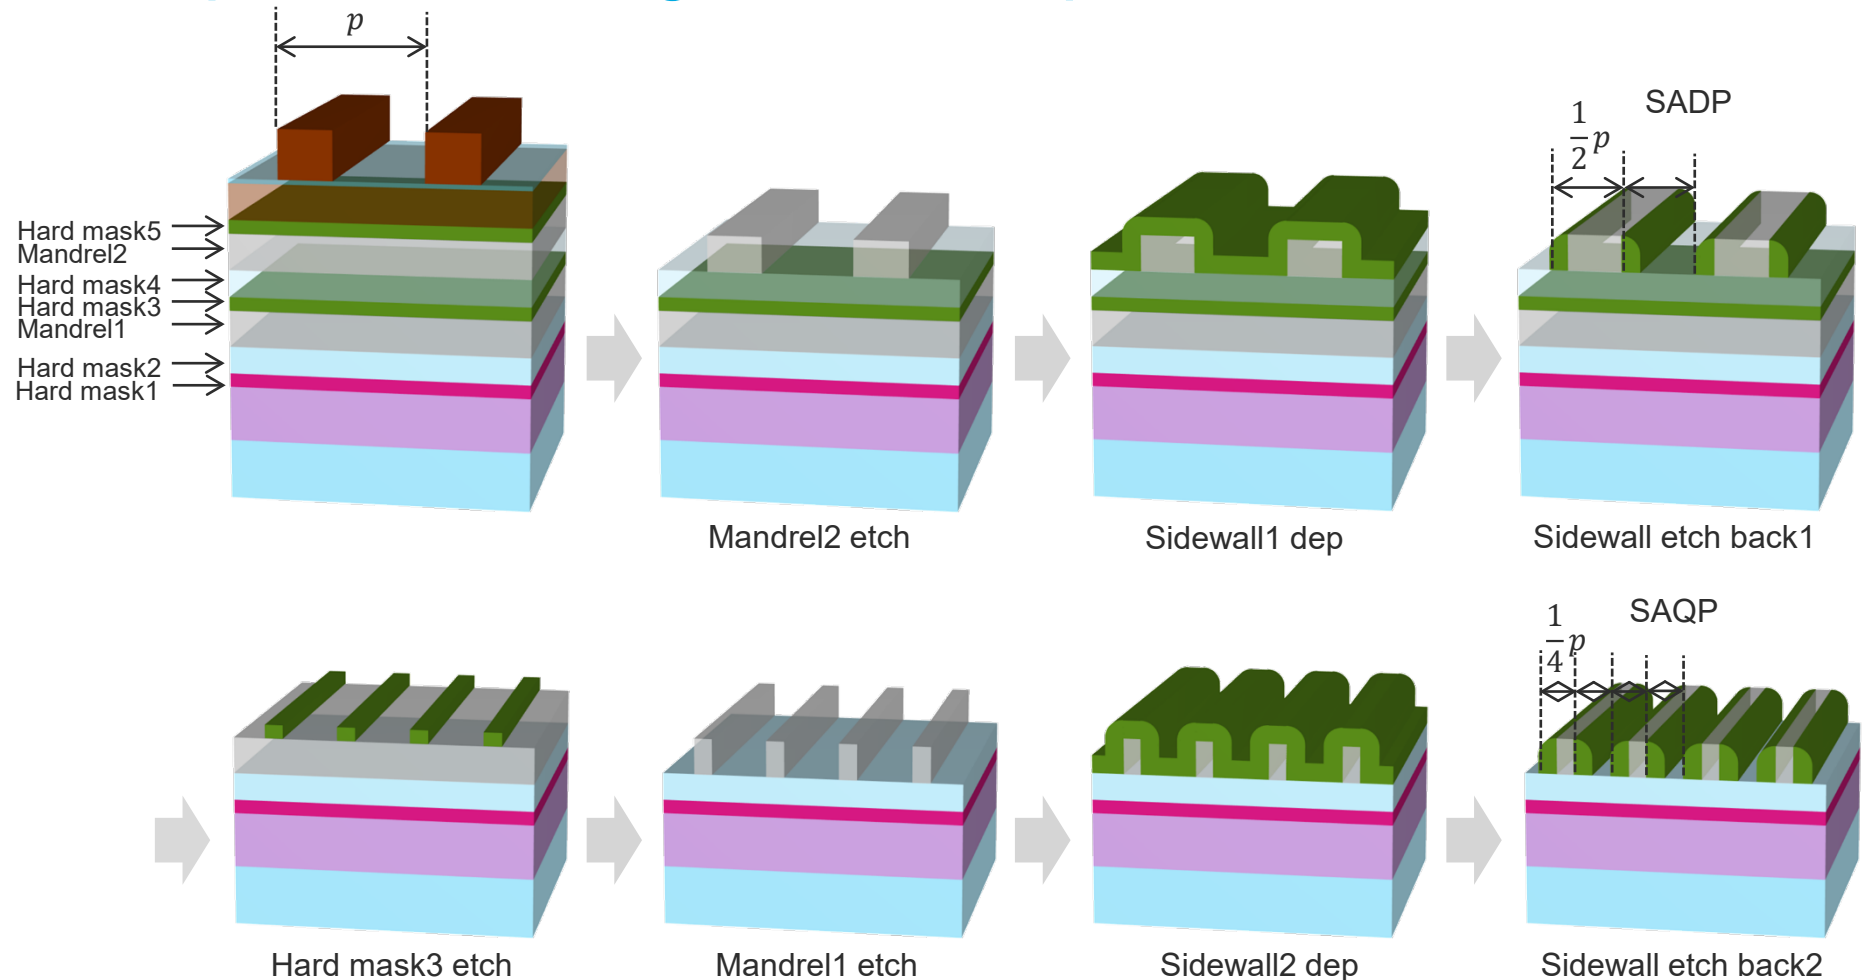 p
SADP
1/2 p
Hard mask5
Mandrel2
Hard mask4
Hard mask3
Mandrel1
Hard mask2
Hard mask1
Mandrel2 etch
Sidewall1 dep
Sidewall etch back1
SAQP
1/4 p
Hard mask3 etch
Mandrel1 etch
Sidewall2 dep
Sidewall etch back2